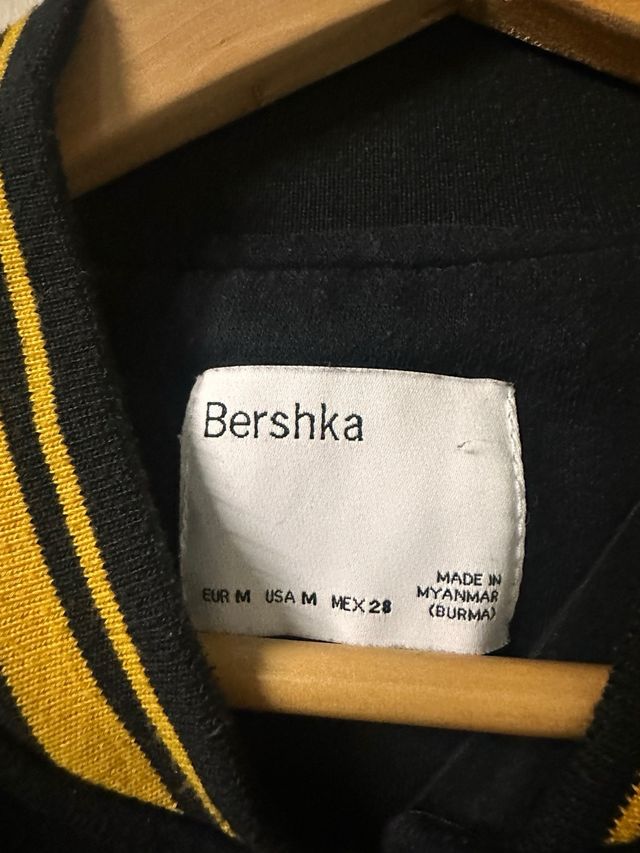 Bershka
EUR M USA M MEX 28
MADE IN
MYANMAR
(BURMA)